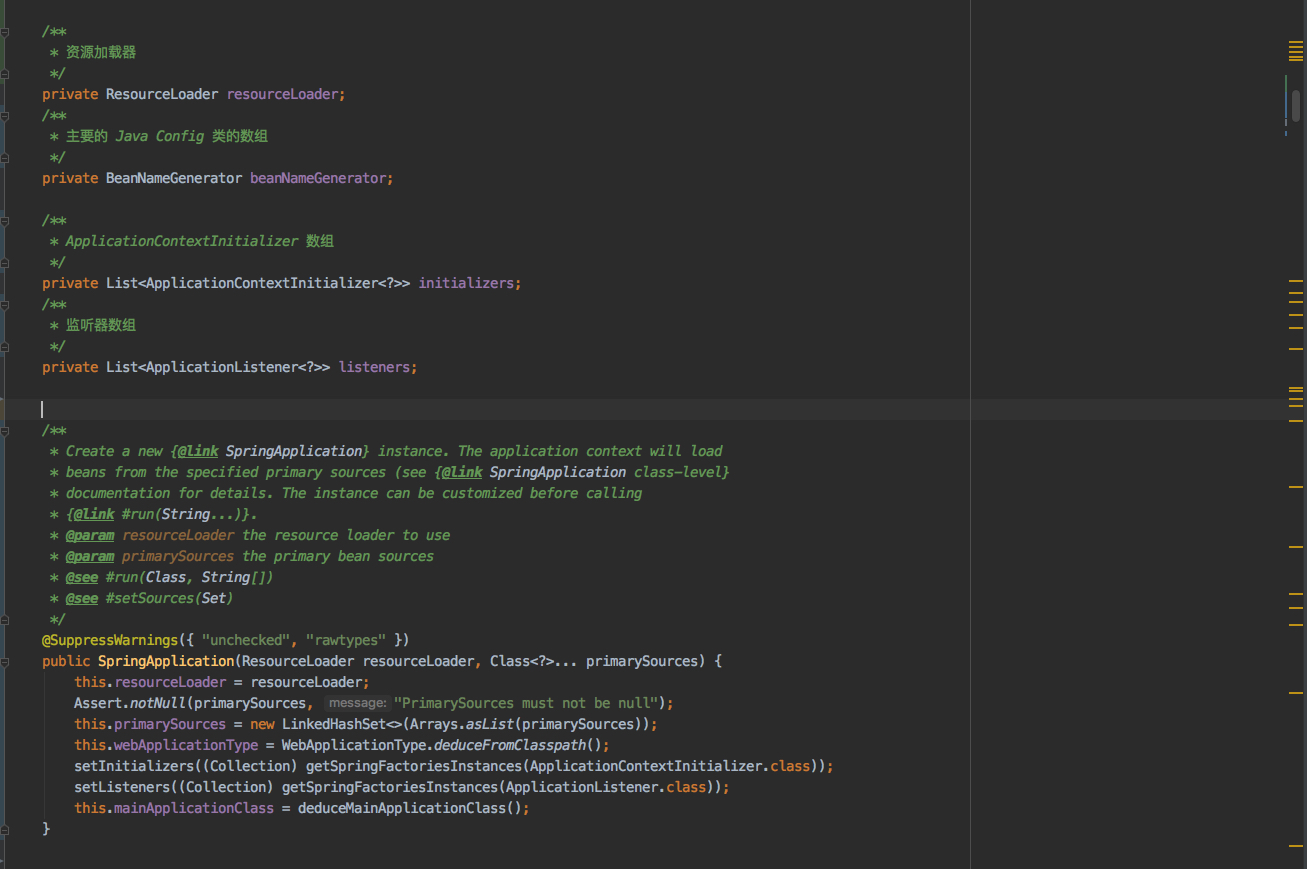 /**
 * 资源加载器
 */
private ResourceLoader resourceLoader;
/**
 * 主要的 Java Config 类的数组
 */
private BeanNameGenerator beanNameGenerator;
/**
 * ApplicationContextInitializer 数组
 */
private List<ApplicationContextInitializer<?>> initializers;
/**
 * 监听器数组
 */
private List<ApplicationListener<?>> listeners;
/**
 * Create a new {@link SpringApplication} instance. The application context will load
 * beans from the specified primary sources (see {@link SpringApplication class-level}
 * documentation for details. The instance can be customized before calling
 * {@link #run(String...)}.
 * @param resourceLoader the resource loader to use
 * @param primarySources the primary bean sources
 * @see #run(Class, String[])
 * @see #setSources(Set)
 */
@SuppressWarnings({ "unchecked", "rawtypes" })
public SpringApplication(ResourceLoader resourceLoader, Class<?>... primarySources) {
    this.resourceLoader = resourceLoader;
    Assert.notNull(primarySources, message: "PrimarySources must not be null");
    this.primarySources = new LinkedHashSet<>(Arrays.asList(primarySources));
    this.webApplicationType = WebApplicationType.deduceFromClasspath();
    setInitializers((Collection) getSpringFactoriesInstances(ApplicationContextInitializer.class));
    setListeners((Collection) getSpringFactoriesInstances(ApplicationListener.class));
    this.mainApplicationClass = deduceMainApplicationClass();
}